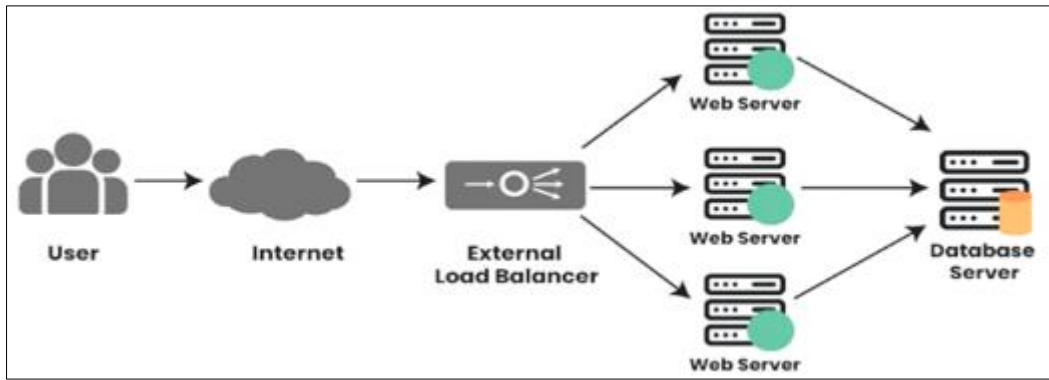 Web Server
User
Internet
External
Load Balancer
Web Server
Database
Server
Web Server